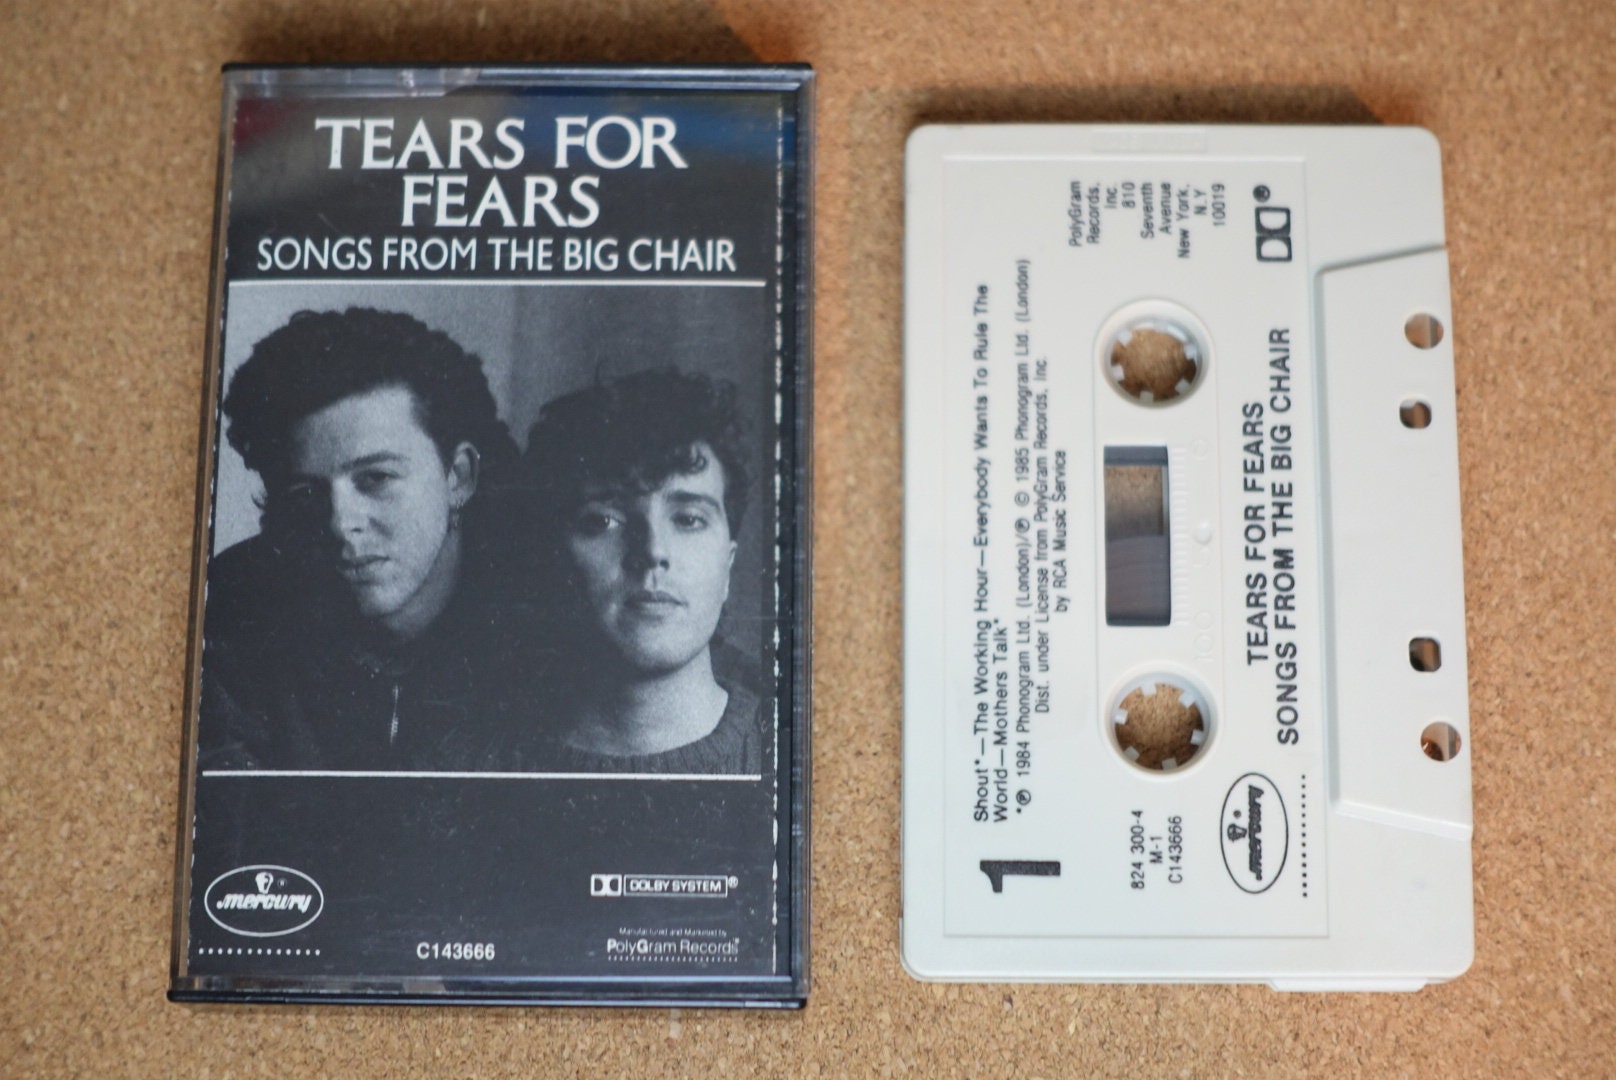 TEARS FOR
FEARS
SONGS FROM THE BIG CHAIR
mercury
C143666
DOLBY SYSTEM®
Manufactured and Marketed by
PolyGram Records
PolyGram
Records,
Inc.
810
Seventh
Avenue
New York,
N.Y
10019
Shout*—The Working Hour—Everybody Wants To Rule The
World—Mothers Talk*
*℗ 1984 Phonogram Ltd. (London)/℗ © 1985 Phonogram Ltd. (London)
Dist. under License from PolyGram Records, Inc.
by RCA Music Service
1
824 300-4
M-1
C143666
100 50 0
TEARS FOR FEARS
SONGS FROM THE BIG CHAIR
mercury